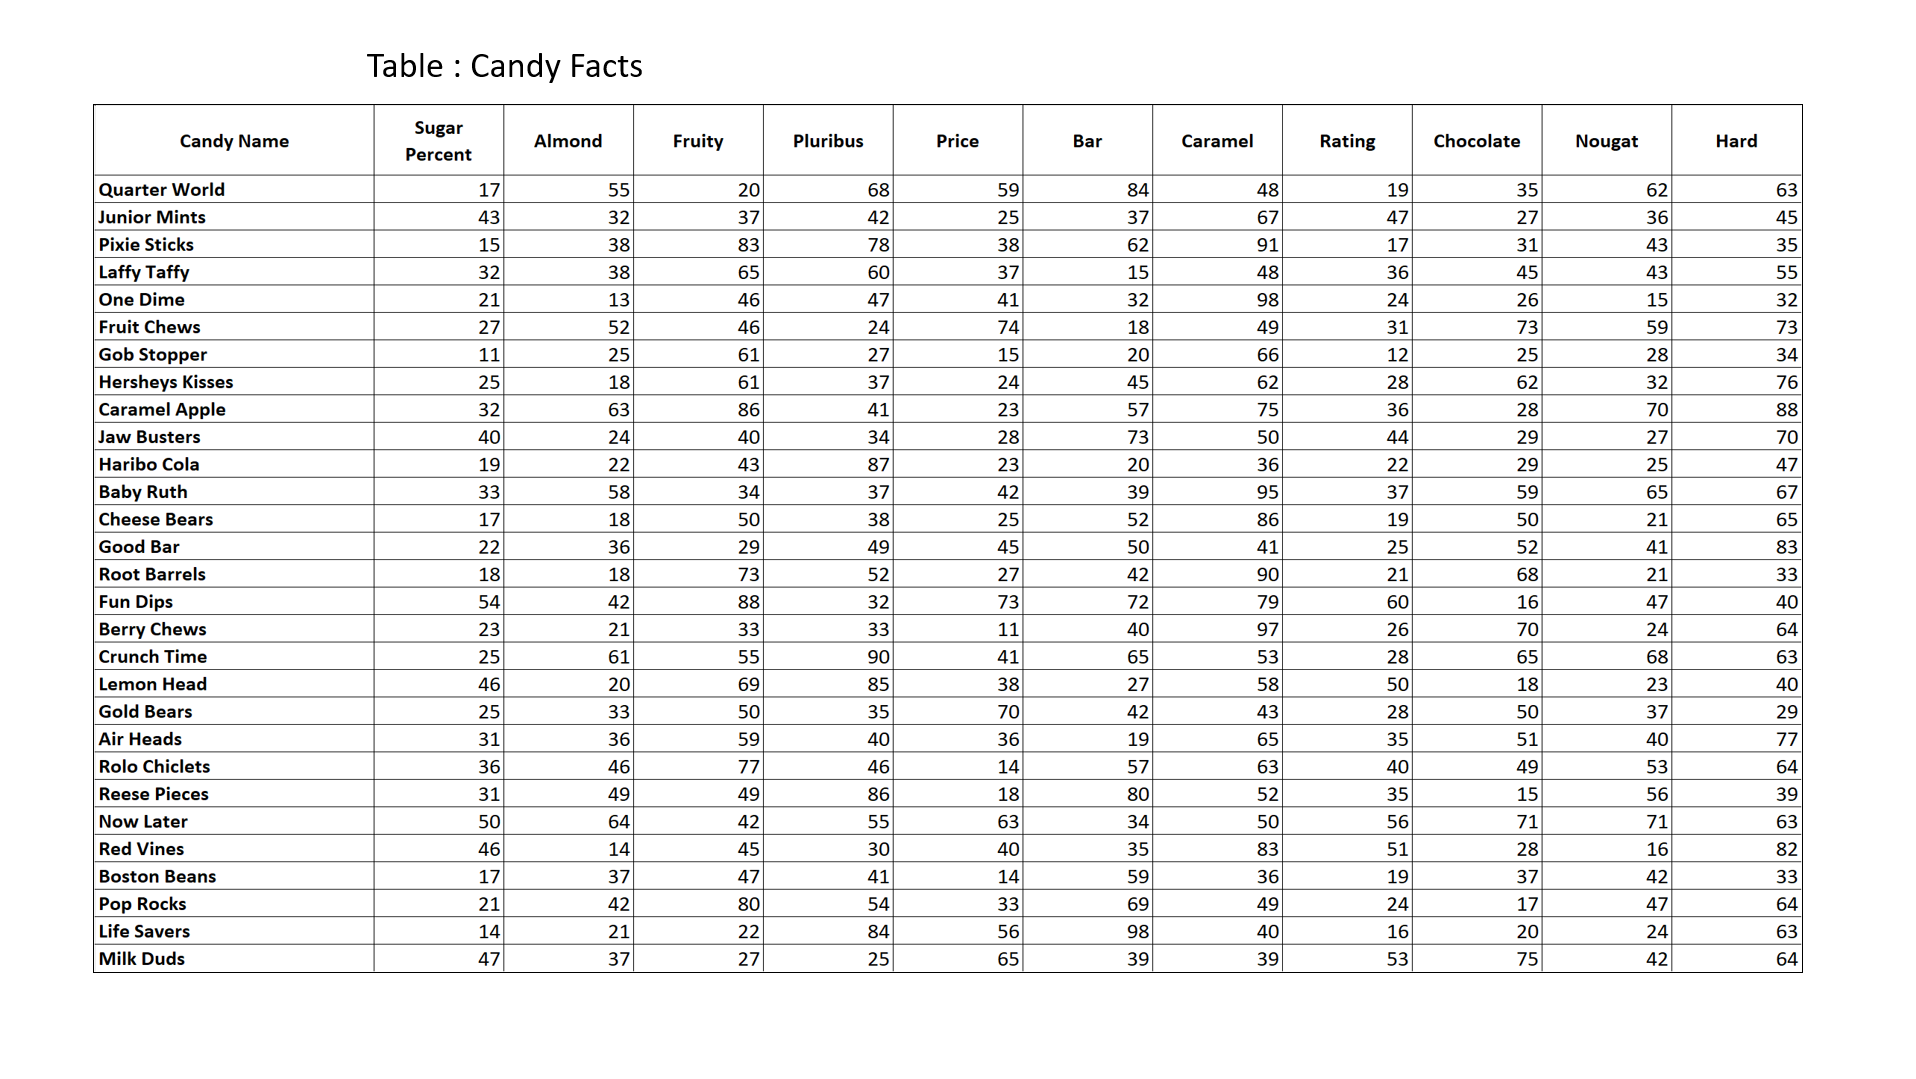 Table : Candy Facts
Candy Name Sugar Percent Almond Fruity Pluribus Price Bar Caramel Rating Chocolate Nougat Hard
Quarter World 17 55 20 68 59 84 48 19 35 62 63
Junior Mints 43 32 37 42 25 37 67 47 27 36 45
Pixie Sticks 15 38 83 78 38 62 91 17 31 43 35
Laffy Taffy 32 38 65 60 37 15 48 36 45 43 55
One Dime 21 13 46 47 41 32 98 24 26 15 32
Fruit Chews 27 52 46 24 74 18 49 31 73 59 73
Gob Stopper 11 25 61 27 15 20 66 12 25 28 34
Hersheys Kisses 25 18 61 37 24 45 62 28 62 32 76
Caramel Apple 32 63 86 41 23 57 75 36 28 70 88
Jaw Busters 40 24 40 34 28 73 50 44 29 27 70
Haribo Cola 19 22 43 87 23 20 36 22 29 25 47
Baby Ruth 33 58 34 37 42 39 95 37 59 65 67
Cheese Bears 17 18 50 38 25 52 86 19 50 21 65
Good Bar 22 36 29 49 45 50 41 25 52 41 83
Root Barrels 18 18 73 52 27 42 90 21 68 21 33
Fun Dips 54 42 88 32 73 72 79 60 16 47 40
Berry Chews 23 21 33 33 11 40 97 26 70 24 64
Crunch Time 25 61 55 90 41 65 53 28 65 68 63
Lemon Head 46 20 69 85 38 27 58 50 18 23 40
Gold Bears 25 33 50 35 70 42 43 28 50 37 29
Air Heads 31 36 59 40 36 19 65 35 51 40 77
Rolo Chiclets 36 46 77 46 14 57 63 40 49 53 64
Reese Pieces 31 49 49 86 18 80 52 35 15 56 39
Now Later 50 64 42 55 63 34 50 56 71 71 63
Red Vines 46 14 45 30 40 35 83 51 28 16 82
Boston Beans 17 37 47 41 14 59 36 19 37 42 33
Pop Rocks 21 42 80 54 33 69 49 24 17 47 64
Life Savers 14 21 22 84 56 98 40 16 20 24 63
Milk Duds 47 37 27 25 65 39 39 53 75 42 64